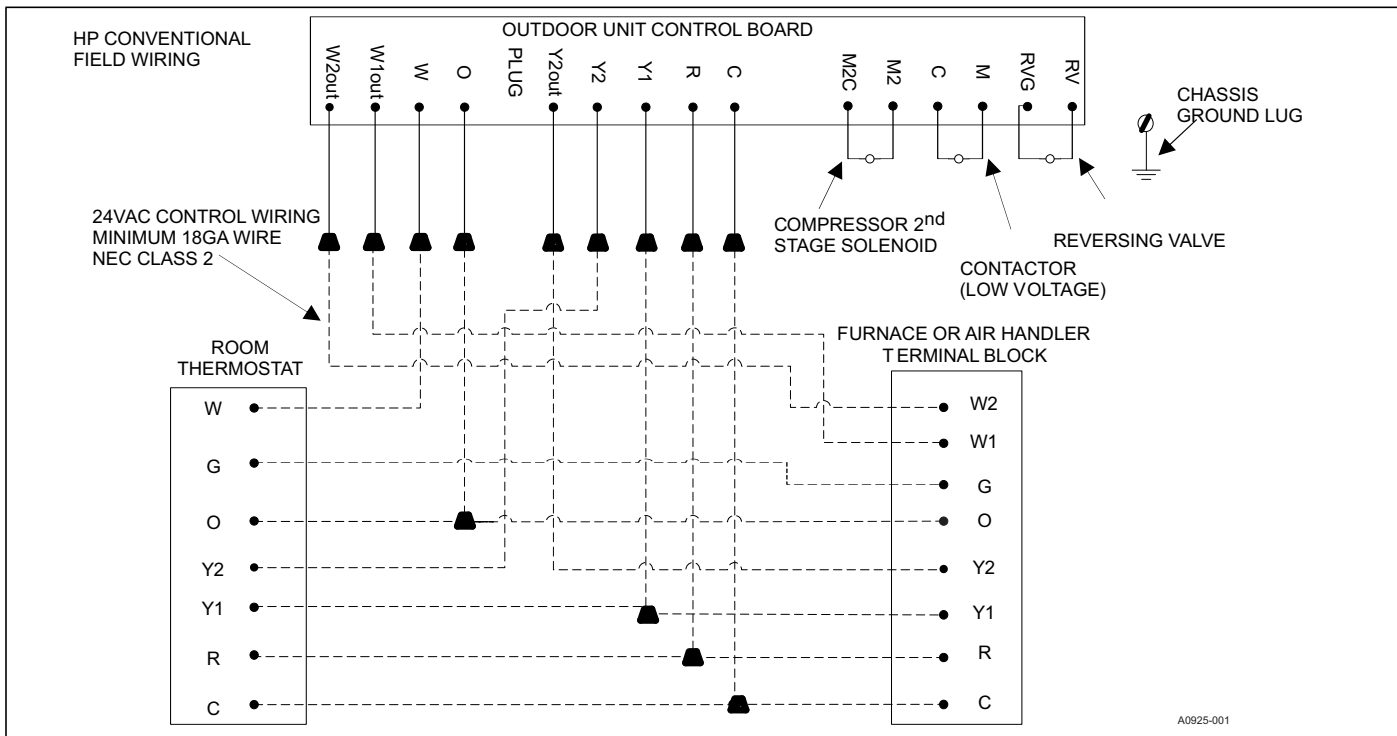 HP CONVENTIONAL
FIELD WIRING
OUTDOOR UNIT CONTROL BOARD
W2out
W1out
W
O
PLUG
Y2out
Y2
Y1
R
C
M2C
M2
C
M
RVG
RV
CHASSIS
GROUND LUG
24VAC CONTROL WIRING
MINIMUM 18GA WIRE
NEC CLASS 2
COMPRESSOR 2nd
STAGE SOLENOID
REVERSING VALVE
CONTACTOR
(LOW VOLTAGE)
ROOM
THERMOSTAT
W
G
O
Y2
Y1
R
C
FURNACE OR AIR HANDLER
TERMINAL BLOCK
W2
W1
G
O
Y2
Y1
R
C
A0925-001